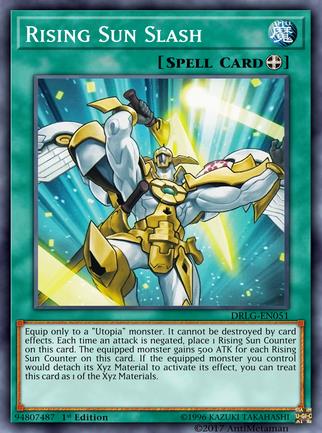 Rising Sun Slash
[Spell Card]
DRLG-EN051
Equip only to a "Utopia" monster. It cannot be destroyed by card
effects. Each time an attack is negated, place 1 Rising Sun Counter
on this card. The equipped monster gains 500 ATK for each Rising
Sun Counter on this card. If the equipped monster you control
would detach its Xyz Material to activate its effect, you can treat
this card as 1 of the Xyz Materials.
94807487 1st Edition ©1996 KAZUKI TAKAHASHI
©2017 AntiMetaman